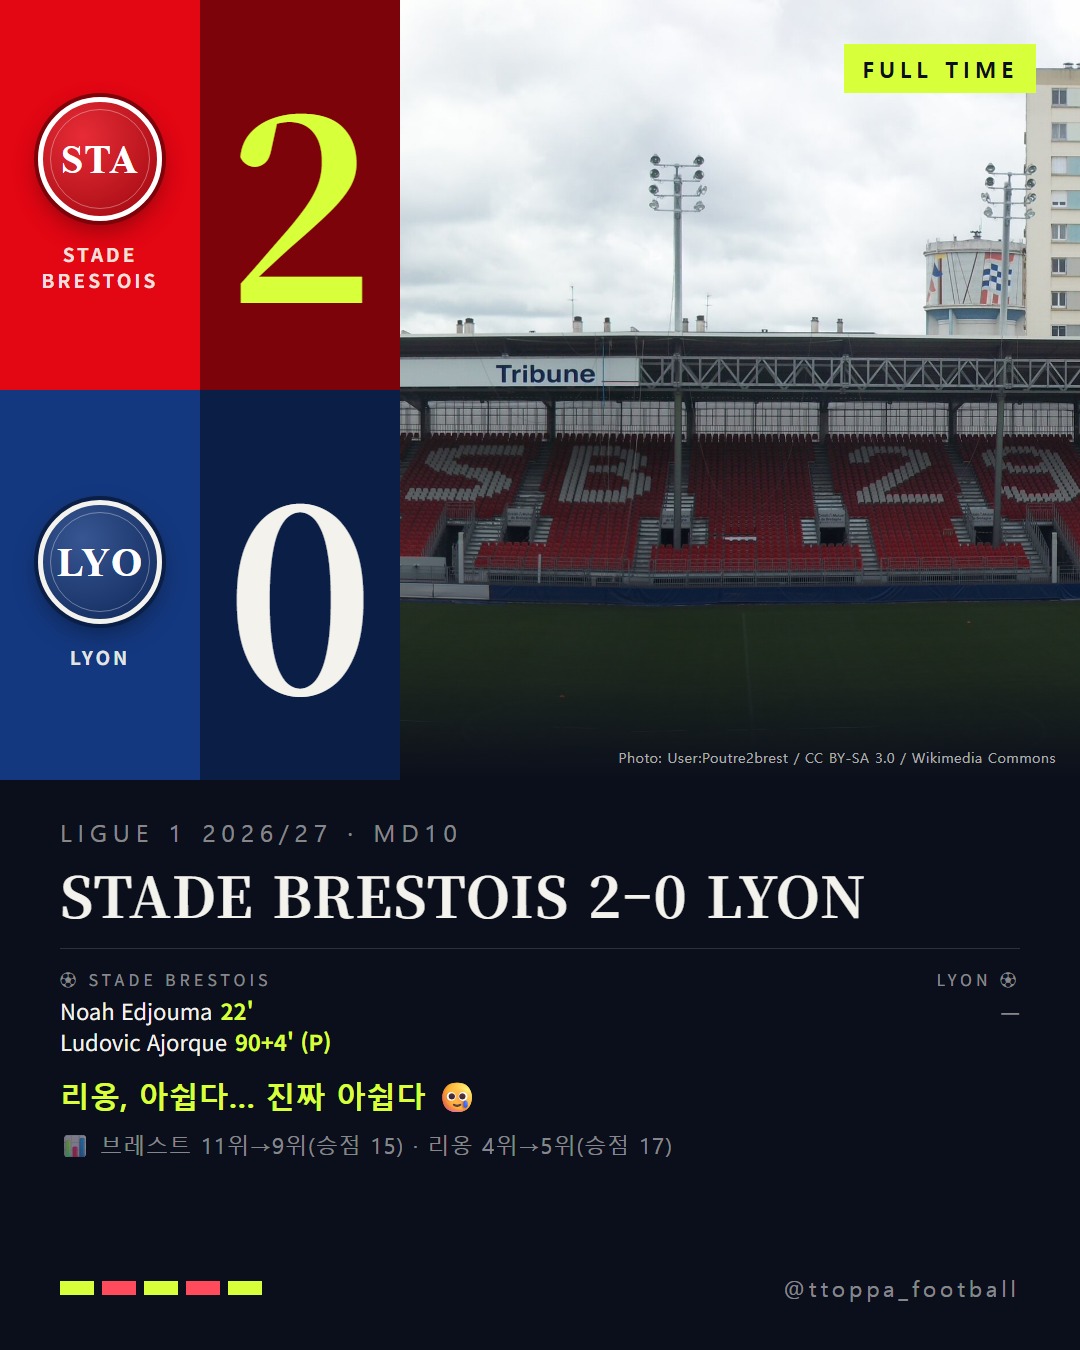 STA
STADE
BRESTOIS
2
LYO
LYON
0
FULL TIME
Tribune
SB 29
Photo: User:Poutre2brest / CC BY-SA 3.0 / Wikimedia Commons
LIGUE 1 2026/27 · MD10
STADE BRESTOIS 2–0 LYON
⚽ STADE BRESTOIS
LYON ⚽
Noah Edjouma 22'
—
Ludovic Ajorque 90+4' (P)
리옹, 아쉽다... 진짜 아쉽다 🥲
📊 브레스트 11위→9위(승점 15) · 리옹 4위→5위(승점 17)
@ttoppa_football